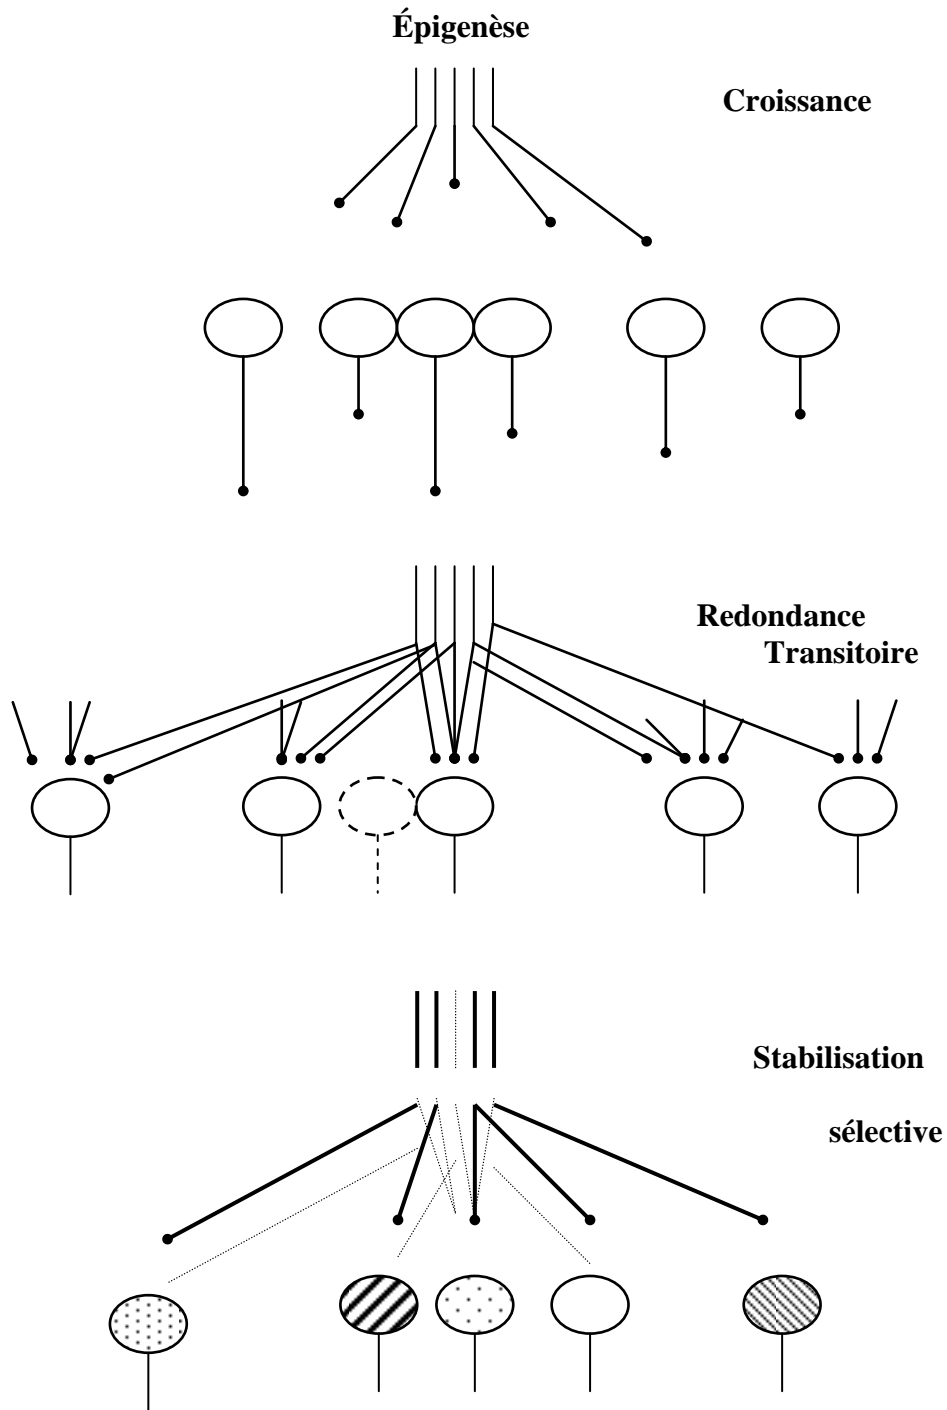 Épigenèse
Croissance
Redondance
Transitoire
Stabilisation
sélective